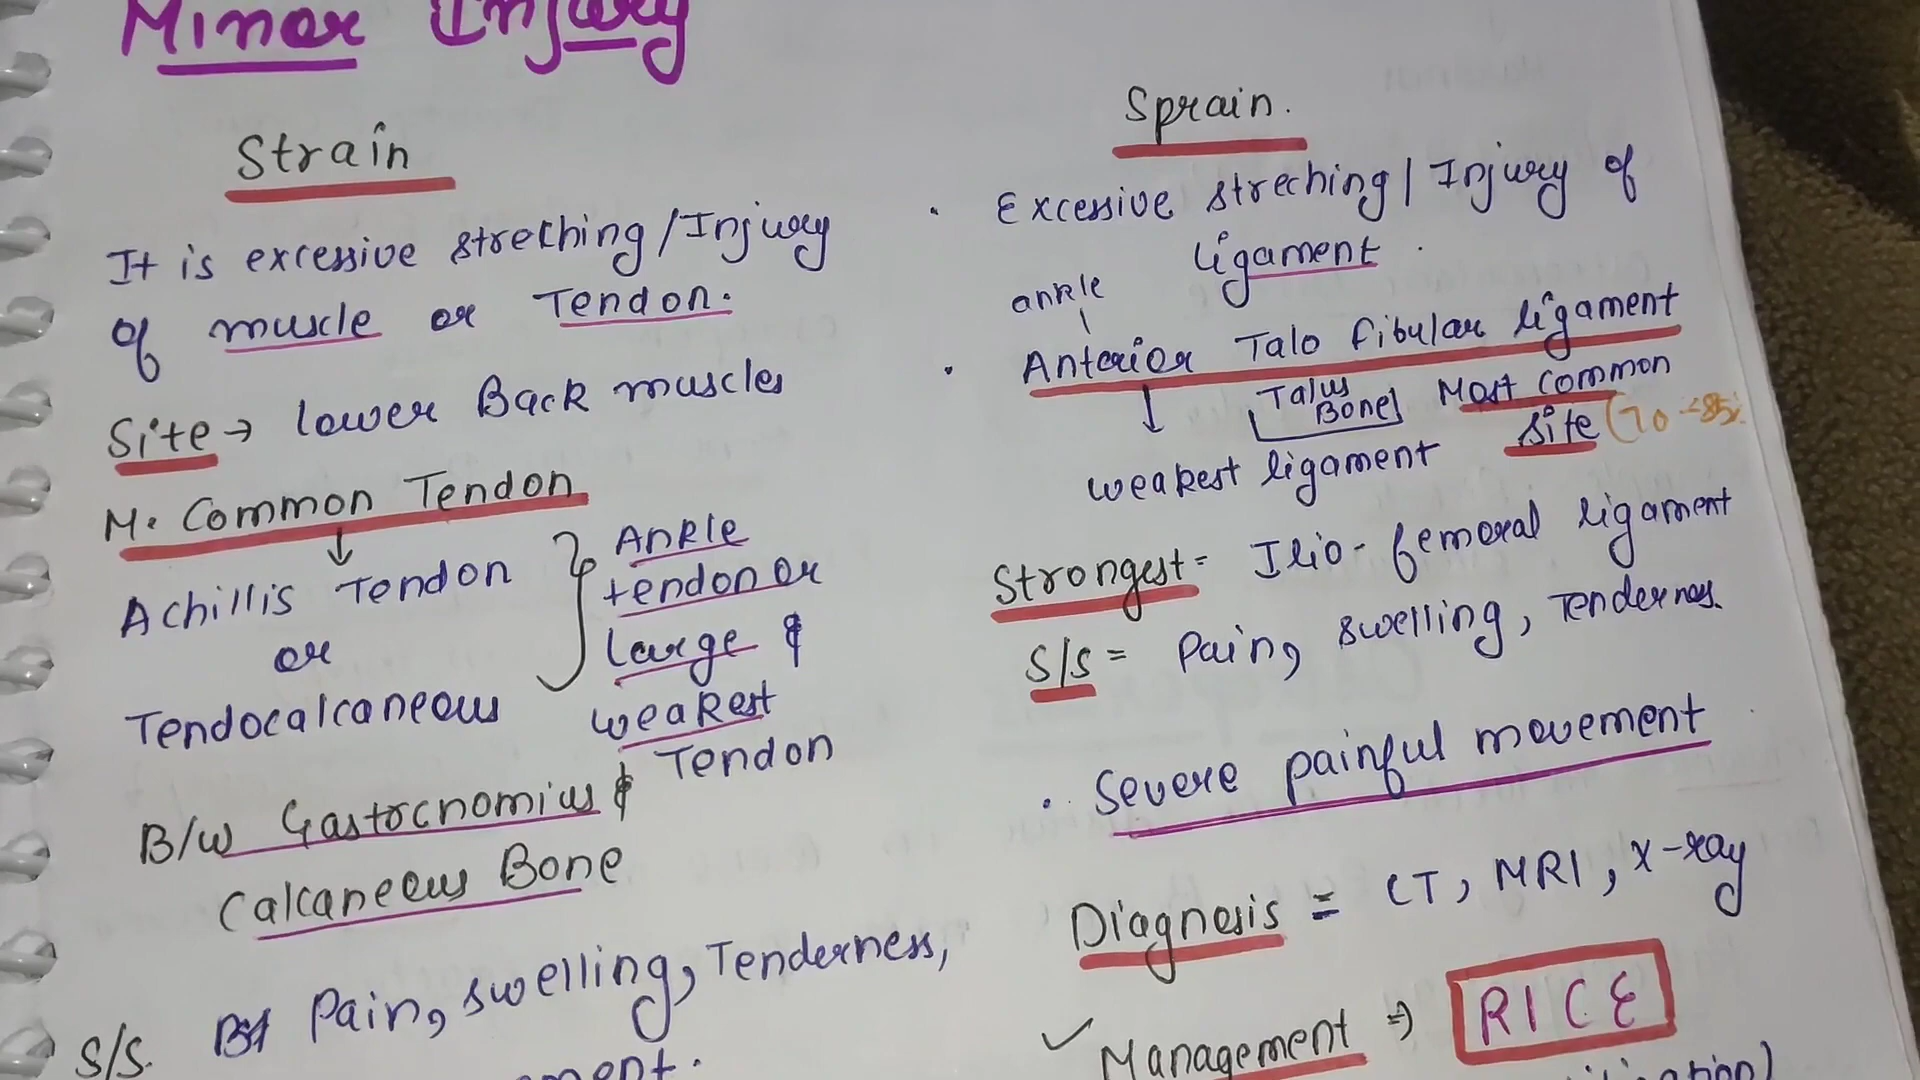 Minor Injury
Strain
It is excessive strething / Injury
of muscle or Tendon.
Site → lower Back muscles
M. Common Tendon
↓
Achillis Tendon
or
Tendocalcaneous
Ankle
tendon or
large &
weakest
Tendon
B/w Gastrocnomius &
Calcaneous Bone
S/S. Pain, swelling, Tenderness,
Sprain.
• Excessive streching / Injury of
ligament.
ankle
• Anterior Talo fibular ligament
↓ [Talus Bone] Most common
site (70-85%
weakest ligament
Strongest = Ilio-femoral ligament
S/S = Pain, swelling, Tenderness.
• Severe painful movement
Diagnosis = CT, MRI, X-ray
✓ Management ⇒ RICE